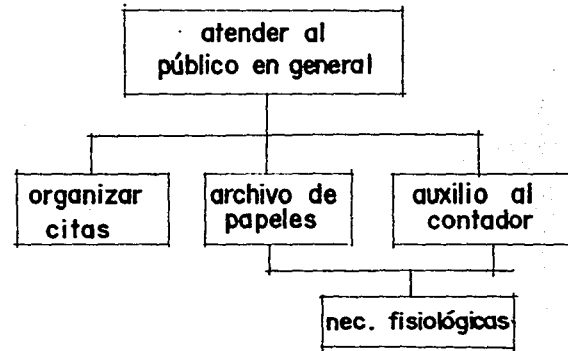 atender al
público en general
organizar
citas
archivo de
papeles
auxilio al
contador
nec. fisiológicas